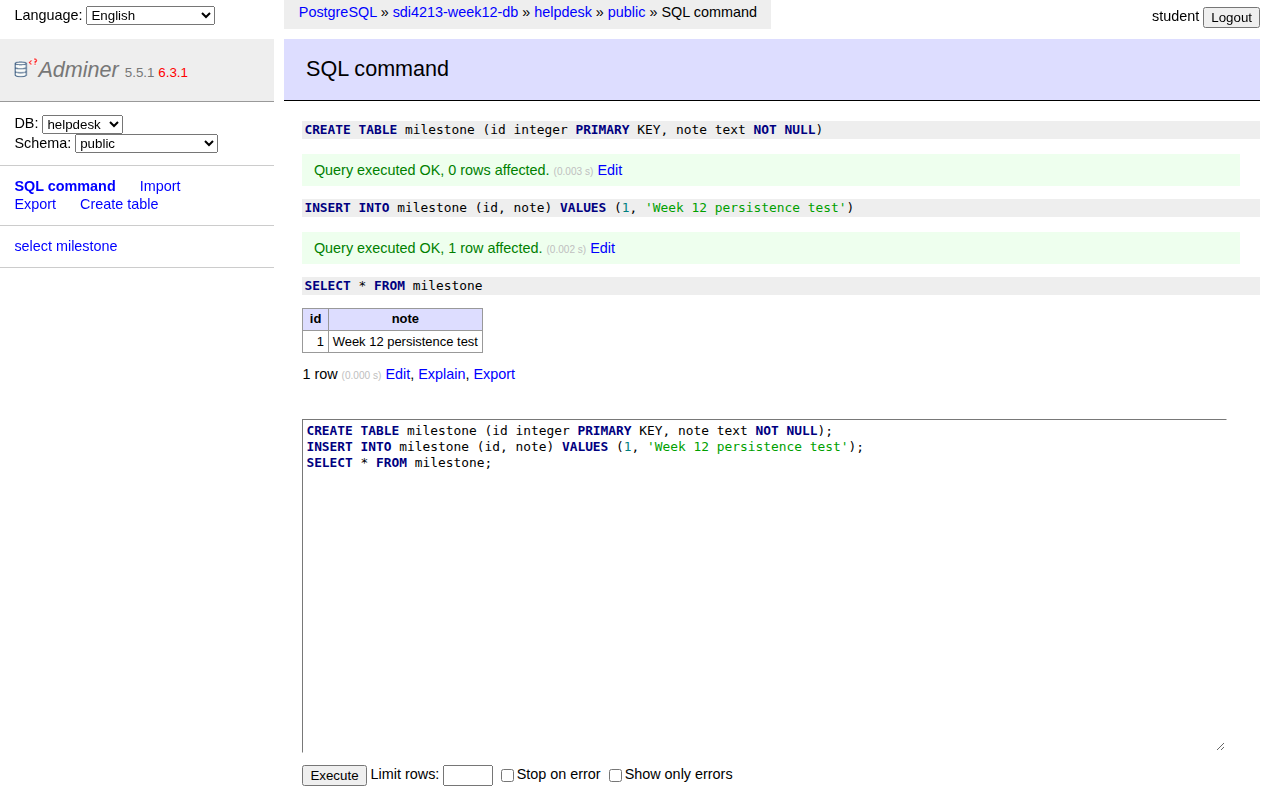 Language: English
PostgreSQL » sdi4213-week12-db » helpdesk » public » SQL command
student Logout
Adminer 5.5.1 6.3.1
SQL command
DB: helpdesk
Schema: public
SQL command Import
Export Create table
select milestone
CREATE TABLE milestone (id integer PRIMARY KEY, note text NOT NULL)
Query executed OK, 0 rows affected. (0.003 s) Edit
INSERT INTO milestone (id, note) VALUES (1, 'Week 12 persistence test')
Query executed OK, 1 row affected. (0.002 s) Edit
SELECT * FROM milestone
id note
1 Week 12 persistence test
1 row (0.000 s) Edit, Explain, Export
CREATE TABLE milestone (id integer PRIMARY KEY, note text NOT NULL);
INSERT INTO milestone (id, note) VALUES (1, 'Week 12 persistence test');
SELECT * FROM milestone;
Execute Limit rows: Stop on error Show only errors